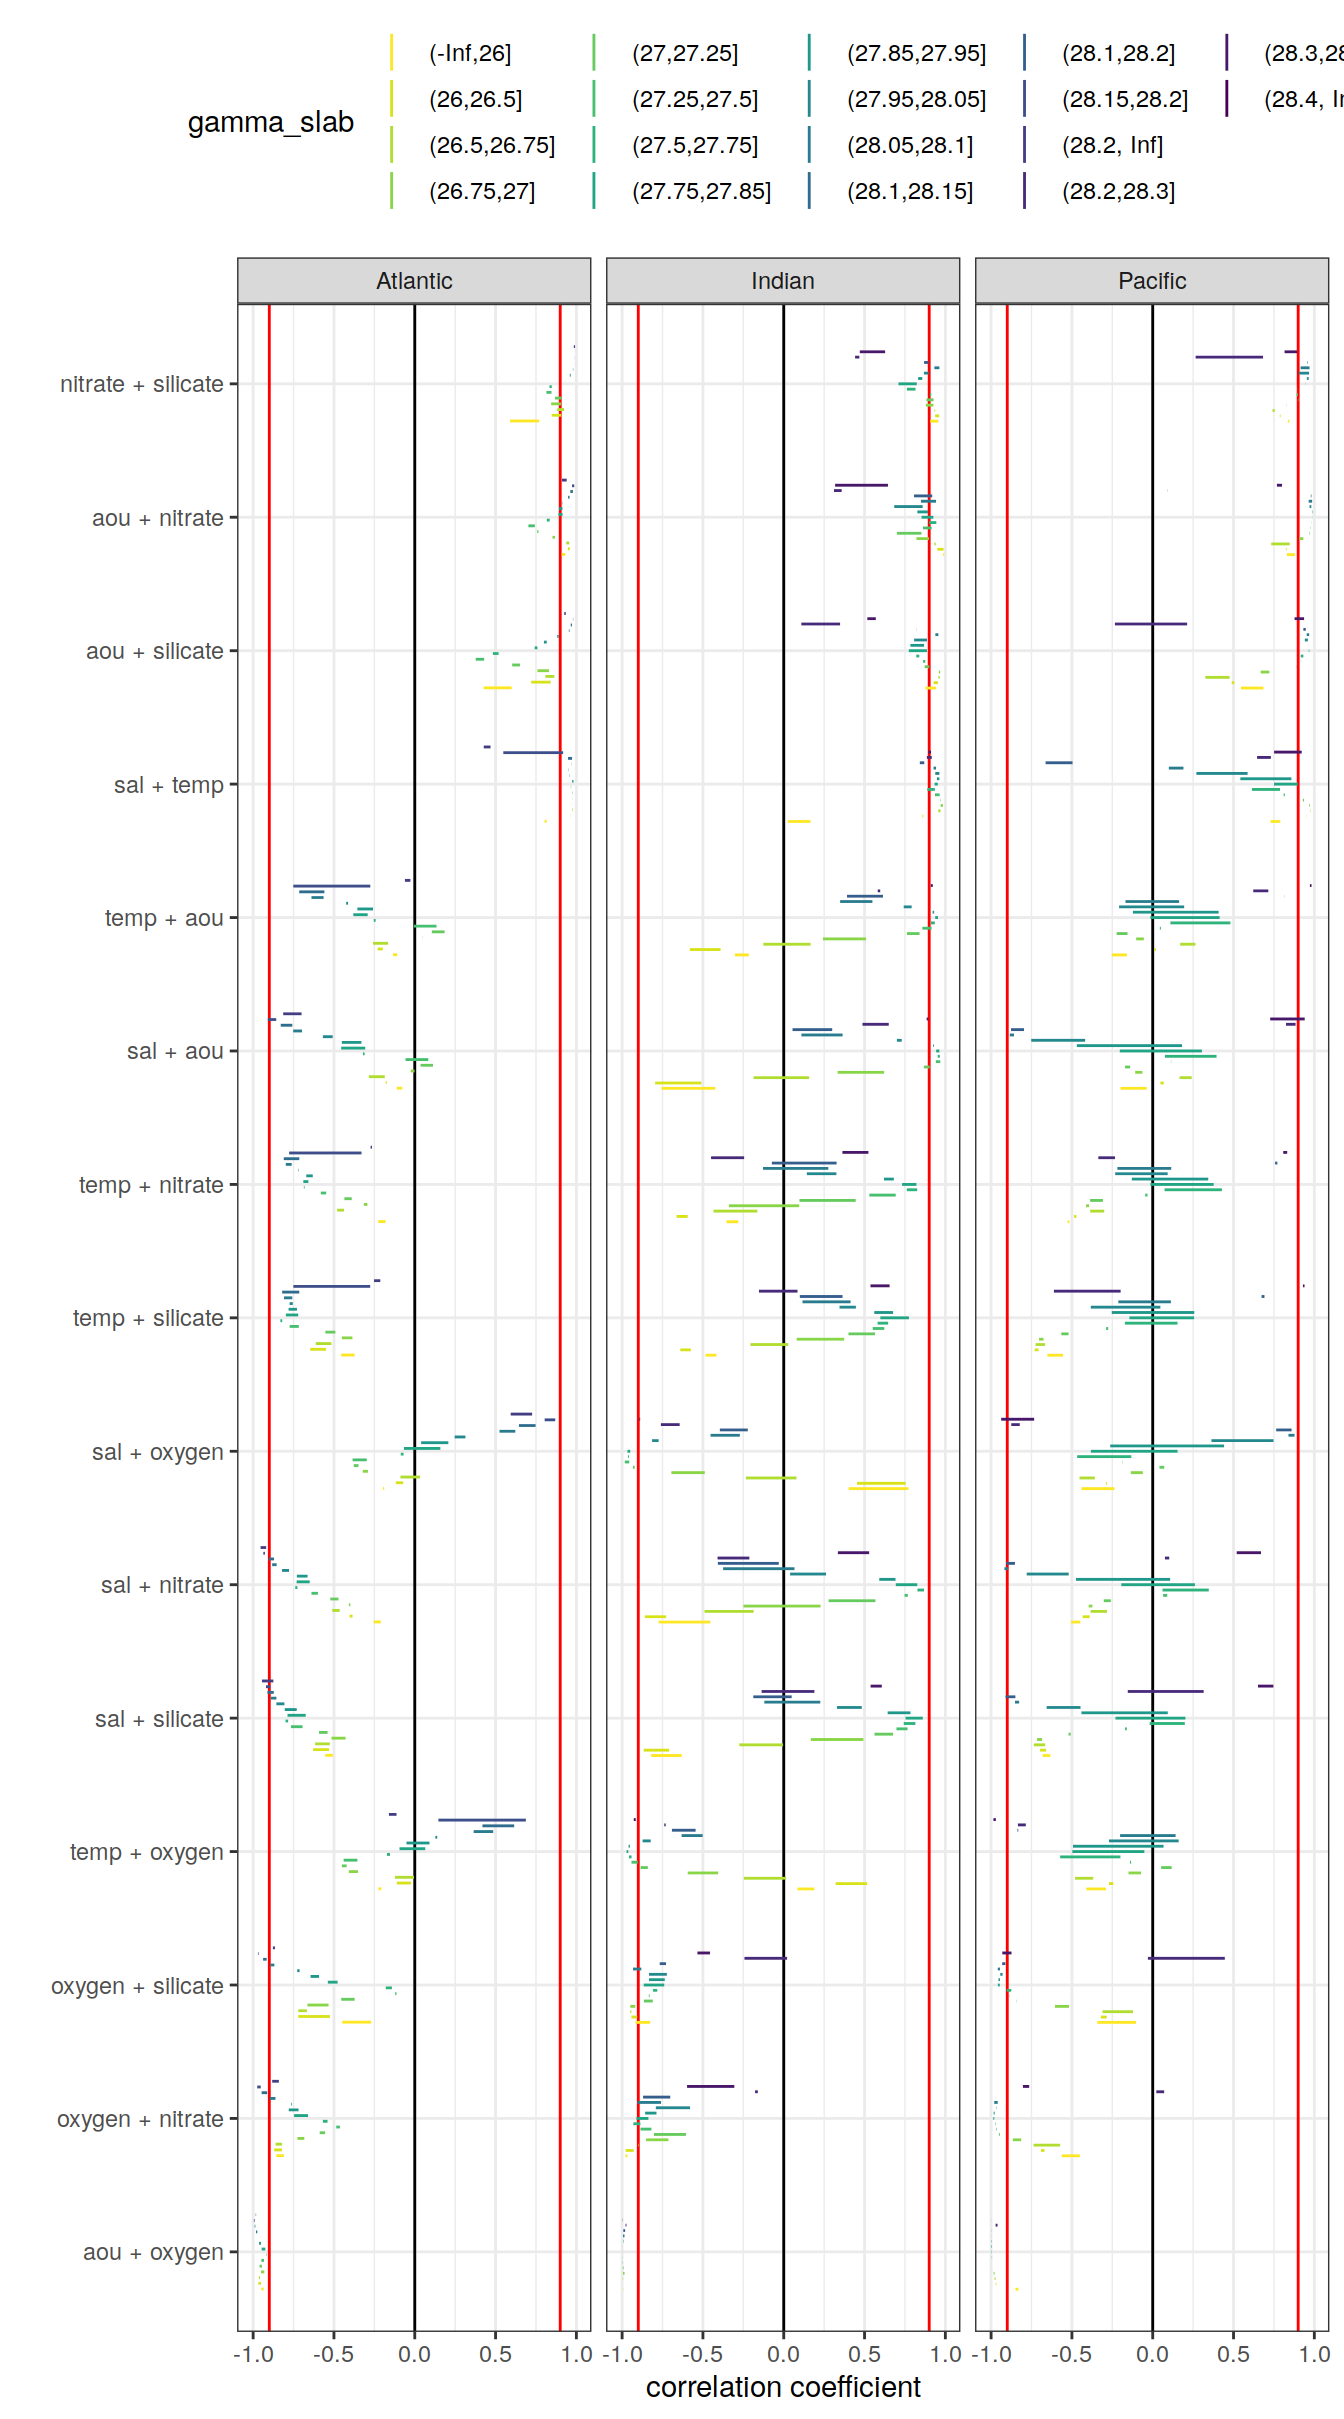 gamma_slab
(-Inf,26] (27,27.25] (27.85,27.95] (28.1,28.2]
(26,26.5] (27.25,27.5] (27.95,28.05] (28.15,28.2] (28.4,
(26.5,26.75] (27.5,27.75] (28.05,28.1] (28.2, Inf]
(26.75,27] (27.75,27.85] (28.1,28.15] (28.2,28.3]
Atlantic Indian Pacific
nitrate + silicate
aou + nitrate
aou + silicate
sal + temp
temp + aou
sal + aou
temp + nitrate
temp + silicate
sal + oxygen
sal + nitrate
sal + silicate
temp + oxygen
oxygen + silicate
oxygen + nitrate
aou + oxygen
-1.0 -0.5 0.0 0.5 1.0 -1.0 -0.5 0.0 0.5 1.0 -1.0 -0.5 0.0 0.5 1.0
correlation coefficient